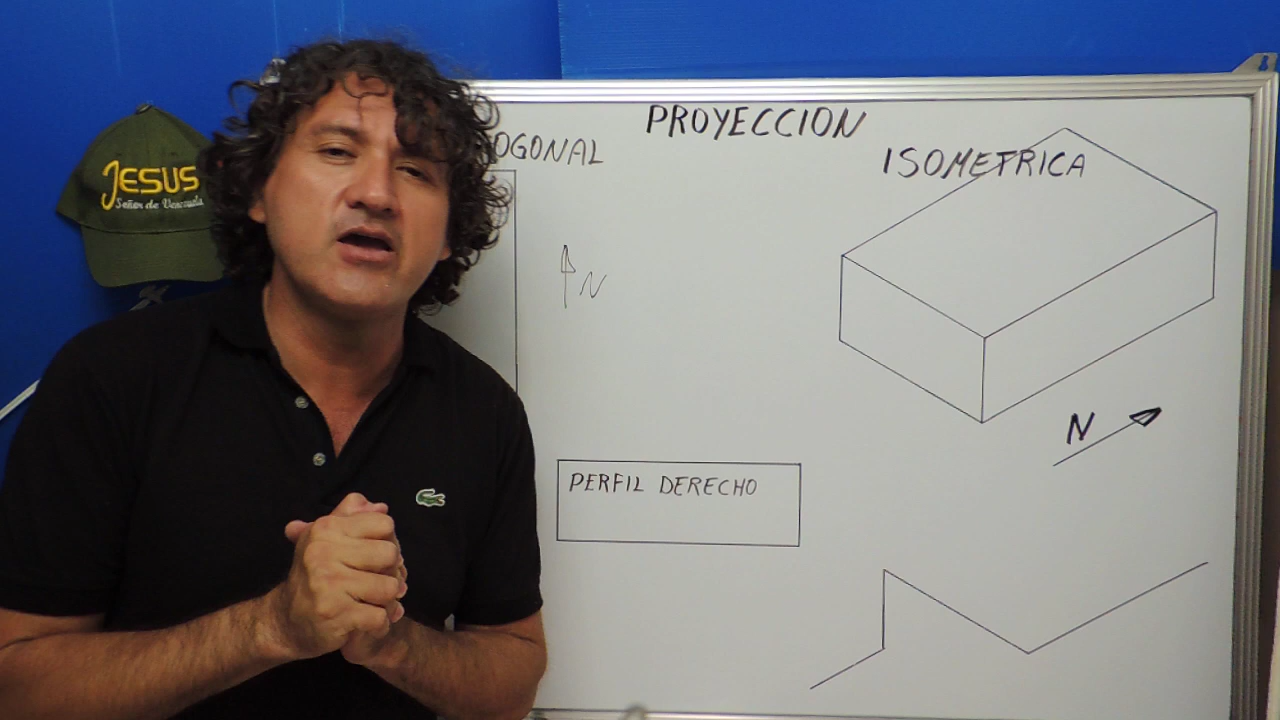 JESUS
Señor de Venezuela
PROYECCION
OGONAL
ISOMETRICA
N
N
PERFIL DERECHO